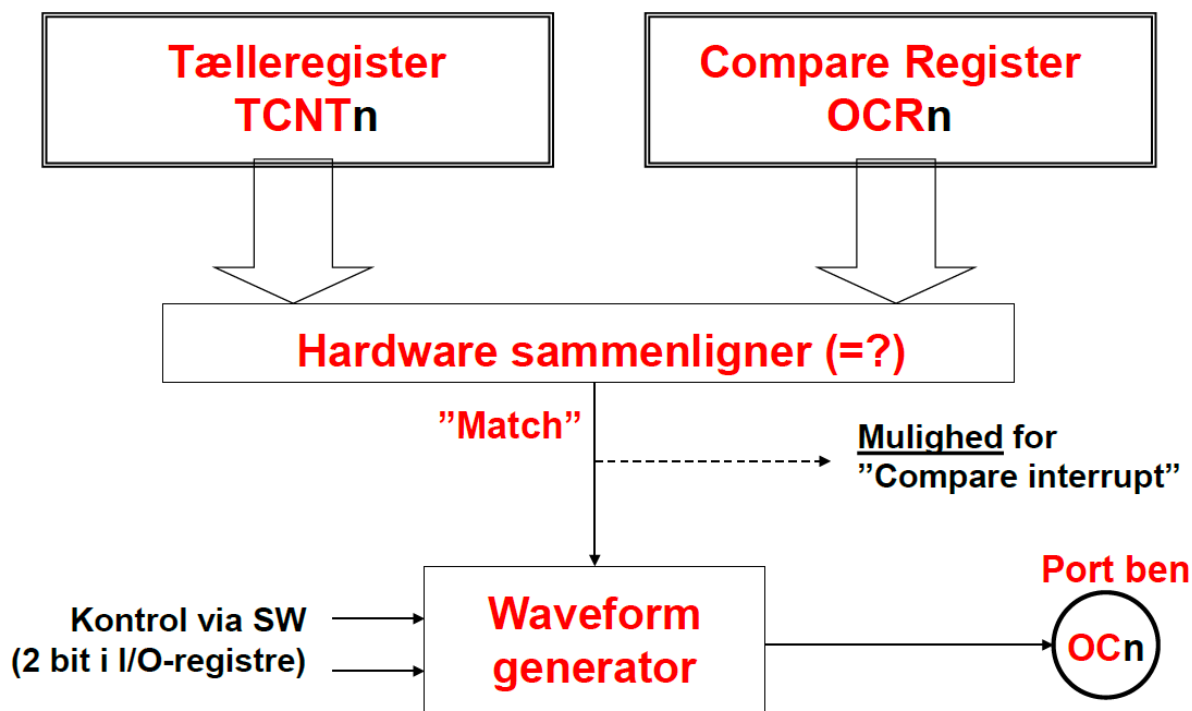 Tælleregister
TCNTn
Compare Register
OCRn
Hardware sammenligner (=?)
”Match”
Mulighed for
”Compare interrupt”
Port ben
Kontrol via SW
(2 bit i I/O-registre)
Waveform
generator
OCn